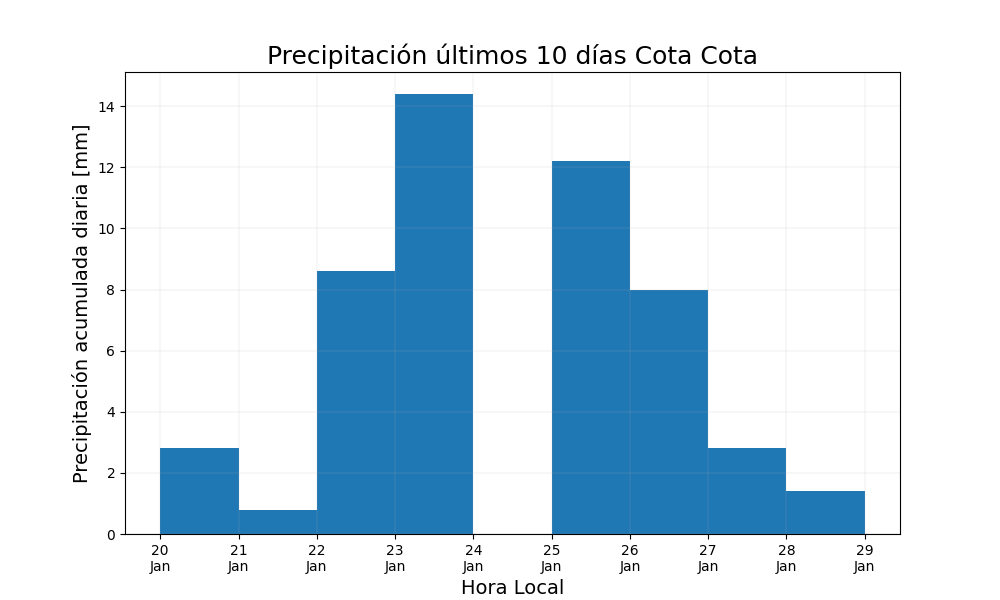 Precipitación últimos 10 días Cota Cota
Precipitación acumulada diaria [mm]
14
12
10
8
6
4
2
0
20 21 22 23 24 25 26 27 28 29
Jan Jan Jan Jan Jan Jan Jan Jan Jan Jan
Hora Local